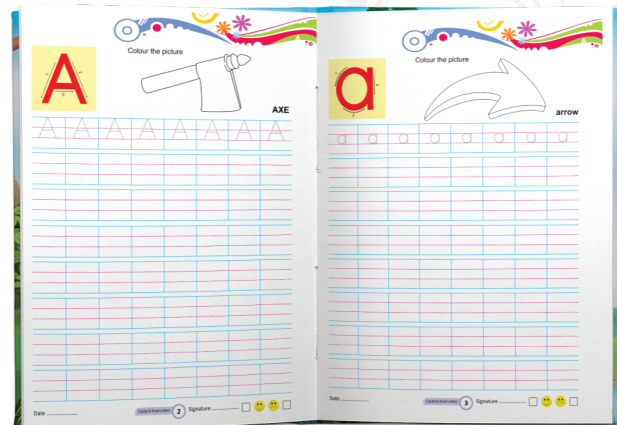 Colour the picture
A
AXE
A A A A A A A A
Date
Capital & Small Letters
2
Signature
Colour the picture
a
arrow
a a a a a a a a
Date
Capital & Small Letters
3
Signature